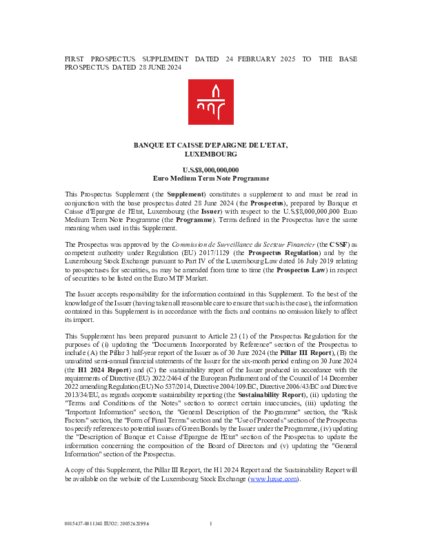 FIRST PROSPECTUS SUPPLEMENT DATED 24 FEBRUARY 2025 TO THE BASE
PROSPECTUS DATED 28 JUNE 2024
BANQUE ET CAISSE D'EPARGNE DE L'ETAT,
LUXEMBOURG
U.S.$8,000,000,000
Euro Medium Term Note Programme
This Prospectus Supplement (the Supplement) constitutes a supplement to and must be read in
conjunction with the base prospectus dated 28 June 2024 (the Prospectus), prepared by Banque et
Caisse d'Epargne de l'Etat, Luxembourg (the Issuer) with respect to the U.S.$8,000,000,000 Euro
Medium Term Note Programme (the Programme). Terms defined in the Prospectus have the same
meaning when used in this Supplement.
The Prospectus was approved by the Commission de Surveillance du Secteur Financier (the CSSF) as
competent authority under Regulation (EU) 2017/1129 (the Prospectus Regulation) and by the
Luxembourg Stock Exchange pursuant to Part IV of the Luxembourg Law dated 16 July 2019 relating
to prospectuses for securities, as may be amended from time to time (the Prospectus Law) in respect
of securities to be listed on the Euro MTF Market.
The Issuer accepts responsibility for the information contained in this Supplement. To the best of the
knowledge of the Issuer (having taken all reasonable care to ensure that such is the case), the information
contained in this Supplement is in accordance with the facts and contains no omission likely to affect
its import.
This Supplement has been prepared pursuant to Article 23 (1) of the Prospectus Regulation for the
purposes of (i) updating the "Documents Incorporated by Reference" section of the Prospectus to
include (A) the Pillar 3 half-year report of the Issuer as of 30 June 2024 (the Pillar III Report), (B) the
unaudited semi-annual financial statements of the Issuer for the six-month period ending on 30 June 2024
(the H1 2024 Report) and (C) the sustainability report of the Issuer produced in accordance with the
requirements of Directive (EU) 2022/2464 of the European Parliament and of the Council of 14 December
2022 amending Regulation (EU) No 537/2014, Directive 2004/109/EC, Directive 2006/43/EC and Directive
2013/34/EU, as regards corporate sustainability reporting (the Sustainability Report), (ii) updating the
"Terms and Conditions of the Notes" section to correct certain inaccuracies, (iii) updating the
"Important Information" section, the "General Description of the Programme" section, the "Risk
Factors" section, the "Form of Final Terms" section and the "Use of Proceeds" section of the Prospectus
to specify references to potential issues of Green Bonds by the Issuer under the Programme, (iv) updating
the "Description of Banque et Caisse d'Epargne de l'Etat" section of the Prospectus to update the
information concerning the composition of the Board of Directors and (v) updating the "General
Information" section of the Prospectus.
A copy of this Supplement, the Pillar III Report, the H1 2024 Report and the Sustainability Report will
be available on the website of the Luxembourg Stock Exchange (www.luxse.com).
1